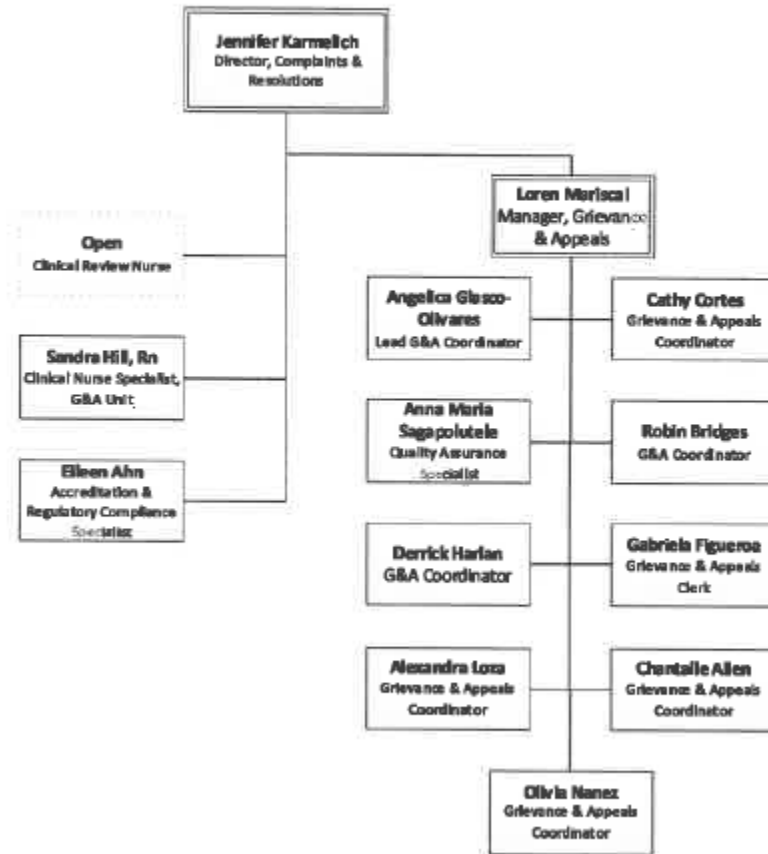 Jennifer Karmelich
Director, Complaints &
Resolutions
Loren Mariscal
Manager, Grievance
& Appeals
Open
Clinical Review Nurse
Sandra Hill, Rn
Clinical Nurse Specialist,
G&A Unit
Eileen Ahn
Accreditation &
Regulatory Compliance
Specialist
Angelica Glasco-
Olivares
Lead G&A Coordinator
Cathy Cortes
Grievance & Appeals
Coordinator
Anna Maria
Sagapolutele
Quality Assurance
Specialist
Robin Bridges
G&A Coordinator
Derrick Harlan
G&A Coordinator
Gabriela Figueroa
Grievance & Appeals
Clerk
Alexandra Loza
Grievance & Appeals
Coordinator
Chantalle Allen
Grievance & Appeals
Coordinator
Olivia Nanez
Grievance & Appeals
Coordinator